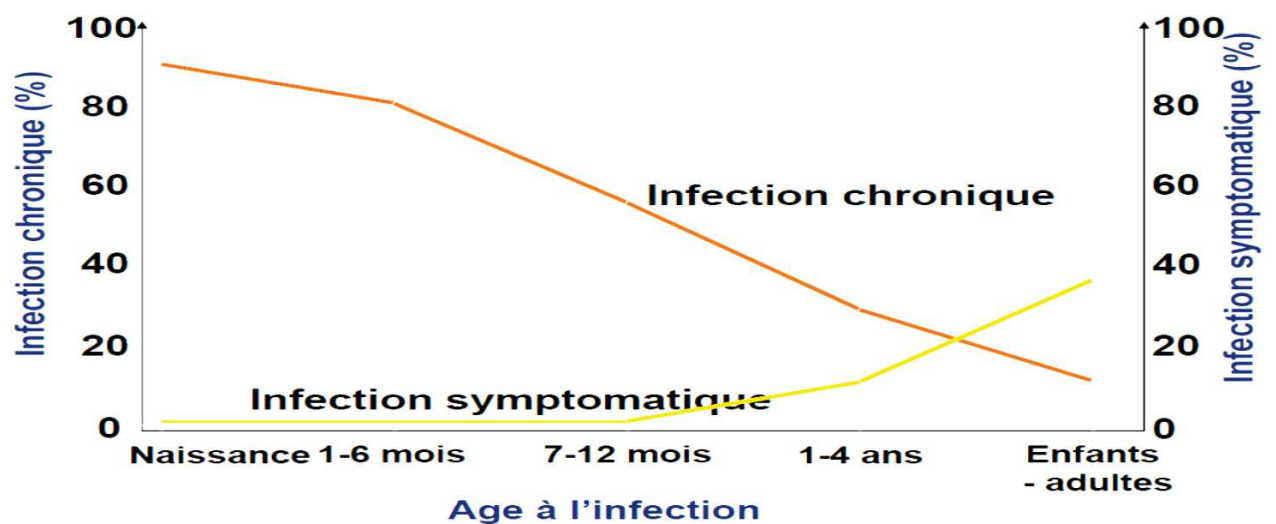 Infection chronique (%)
100
80
60
40
20
0
Infection chronique
Infection symptomatique
100
80
60
40
20
0
Infection symptomatique (%)
Naissance
1-6 mois
7-12 mois
1-4 ans
Enfants
- adultes
Age à l’infection